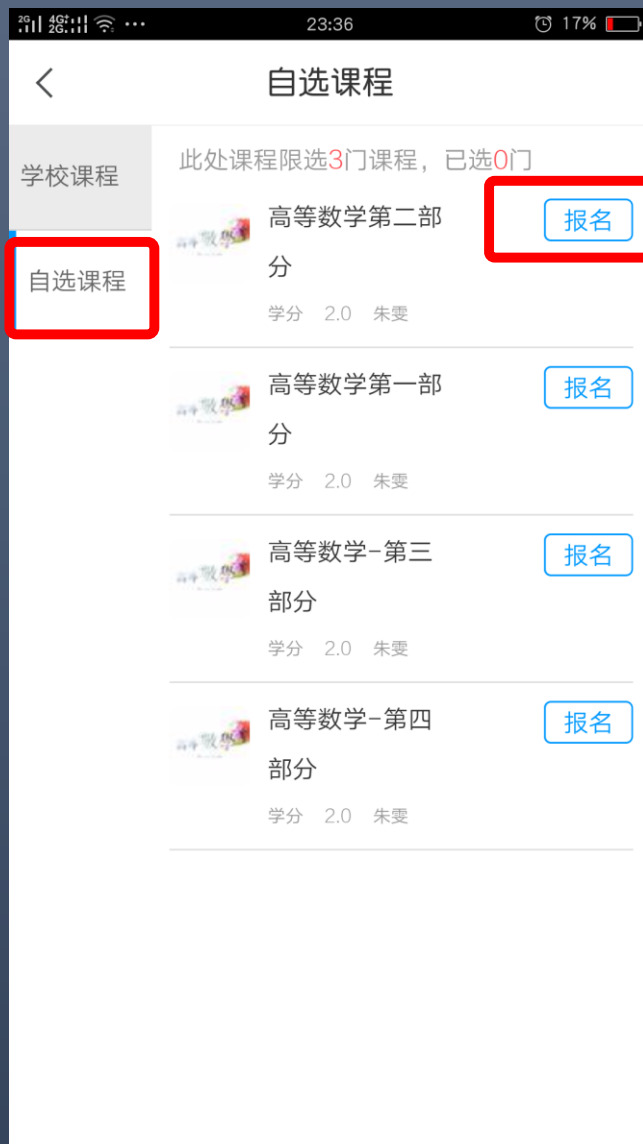 2G 4G 2G 23:36 17%
自选课程
学校课程
自选课程
此处课程限选3门课程，已选0门
高等数学第二部
分
报名
学分 2.0 朱雯
高等数学第一部
分
报名
学分 2.0 朱雯
高等数学-第三
部分
报名
学分 2.0 朱雯
高等数学-第四
部分
报名
学分 2.0 朱雯